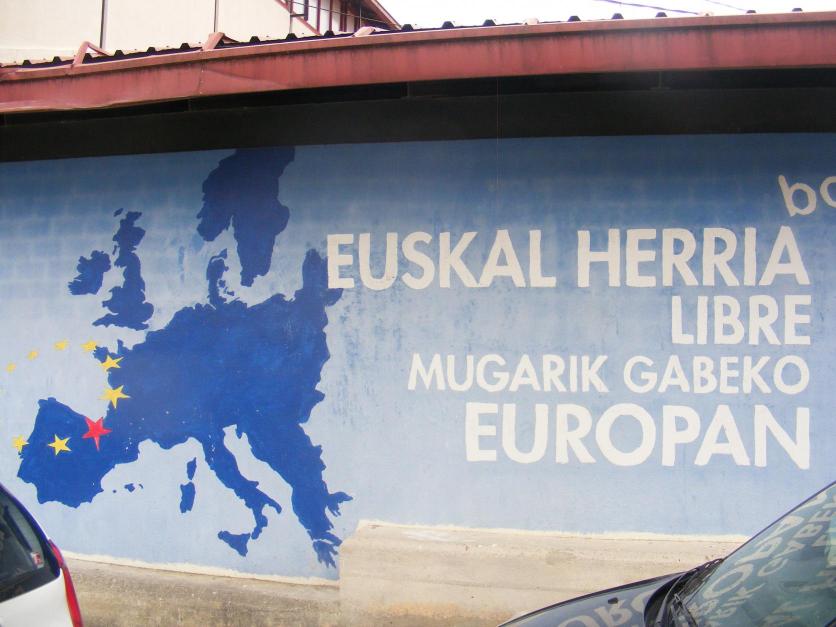 EUSKAL HERRIA
LIBRE
MUGARIK GABEKO
EUROPAN